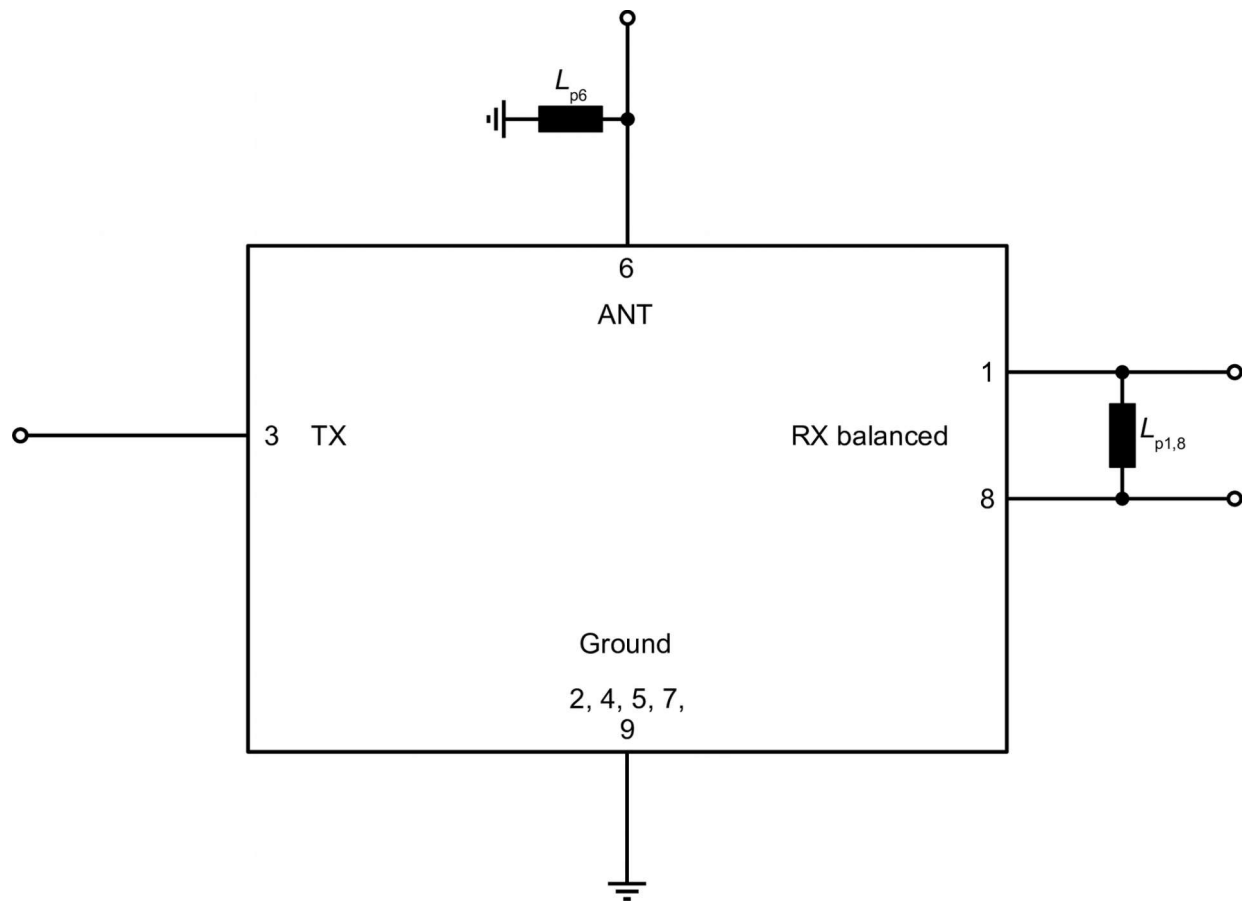 Lp6
6
ANT
1
3 TX
RX balanced
Lp1,8
8
Ground
2, 4, 5, 7,
9